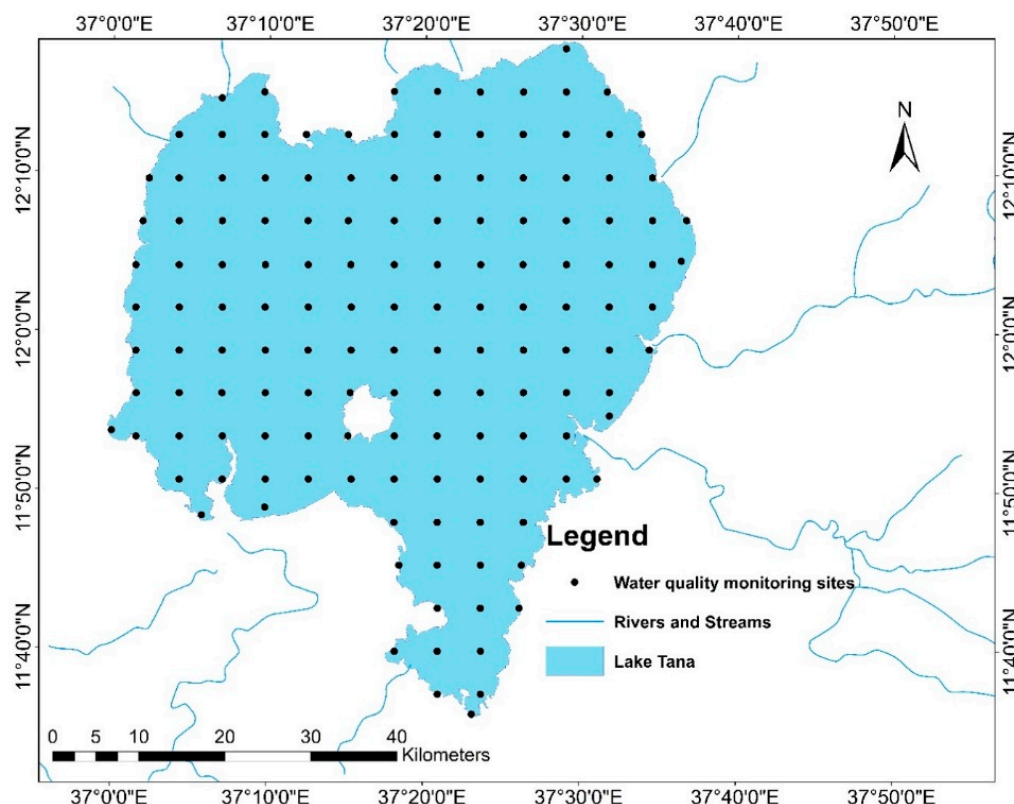 37°0'0"E 37°10'0"E 37°20'0"E 37°30'0"E 37°40'0"E 37°50'0"E
N
12°10'0"N 12°10'0"N
12°0'0"N 12°0'0"N
11°50'0"N 11°50'0"N
Legend
Water quality monitoring sites
Rivers and Streams
11°40'0"N 11°40'0"N
Lake Tana
0 5 10 20 30 40
Kilometers
37°0'0"E 37°10'0"E 37°20'0"E 37°30'0"E 37°40'0"E 37°50'0"E